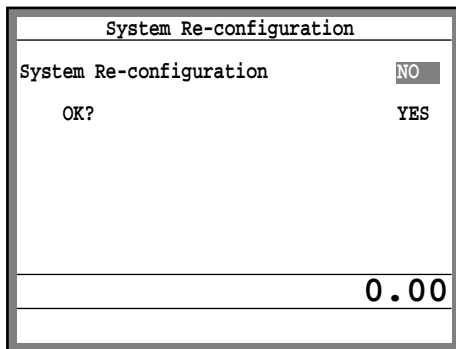 System Re-configuration
System Re-configuration NO
OK? YES
0.00